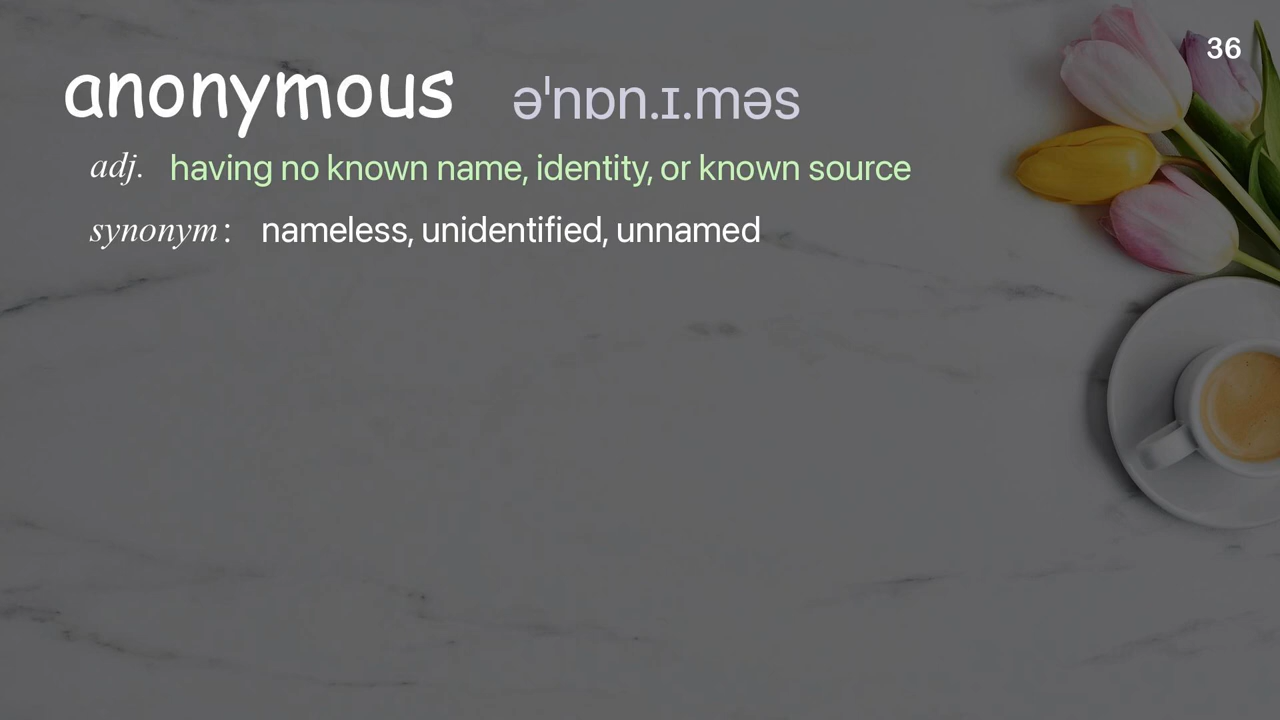 36
anonymous əˈnɒn.ɪ.məs
adj. having no known name, identity, or known source
synonym : nameless, unidentified, unnamed